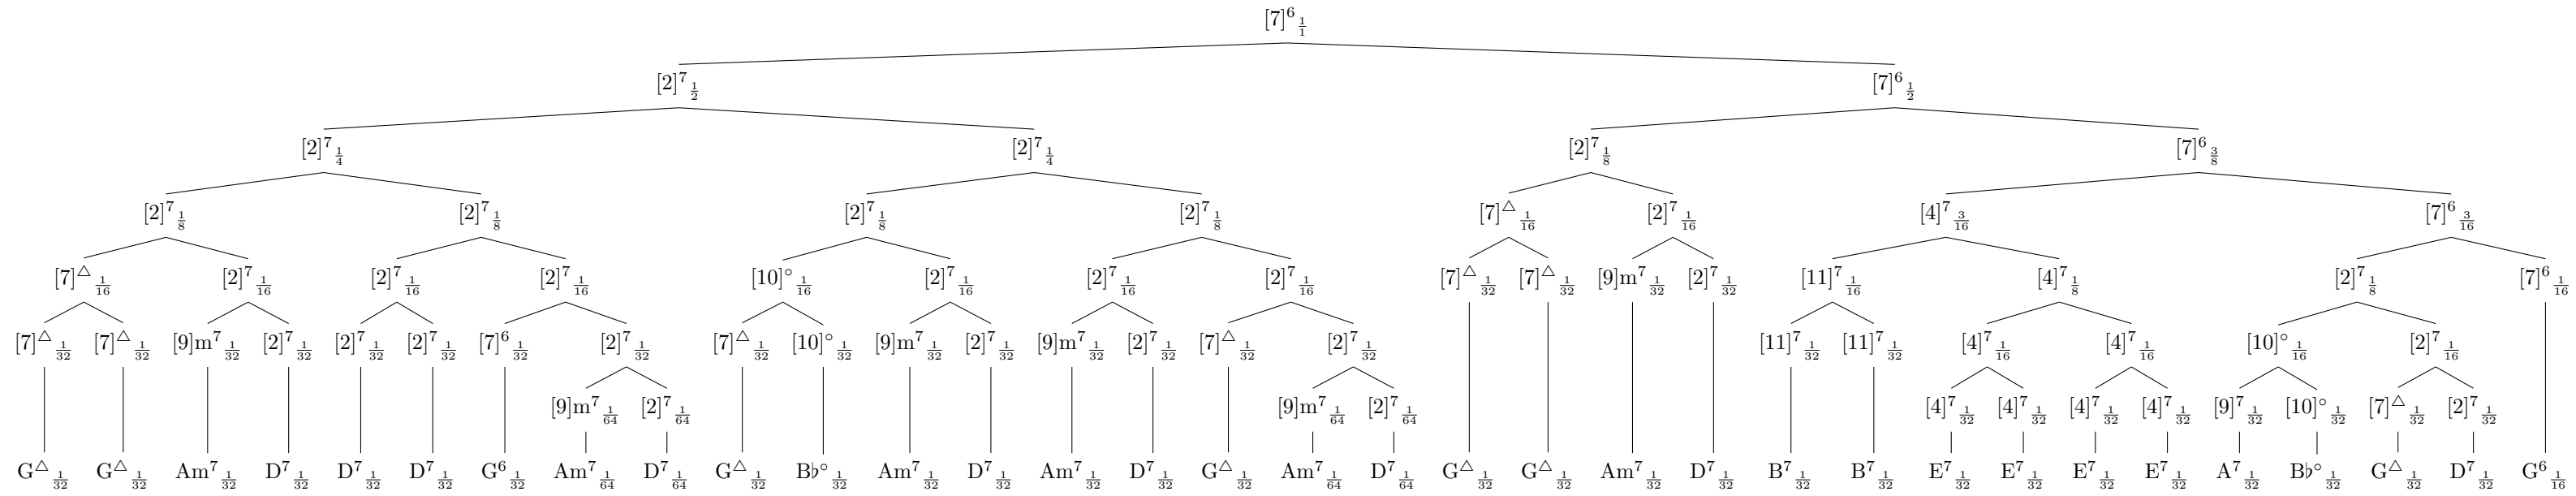 [7]⁶ 1/1
[2]⁷ 1/2 [7]⁶ 1/2
[2]⁷ 1/4 [2]⁷ 1/4 [2]⁷ 1/8 [7]⁶ 3/8
[2]⁷ 1/8 [2]⁷ 1/8 [2]⁷ 1/8 [2]⁷ 1/8 [7]△ 1/16 [2]⁷ 1/16 [4]⁷ 3/16 [7]⁶ 3/16
[7]△ 1/16 [2]⁷ 1/16 [2]⁷ 1/16 [2]⁷ 1/16 [10]° 1/16 [2]⁷ 1/16 [2]⁷ 1/16 [2]⁷ 1/16 [7]△ 1/32 [7]△ 1/32 [9]m⁷ 1/32 [2]⁷ 1/32 [11]⁷ 1/16 [4]⁷ 1/8 [2]⁷ 1/8 [7]⁶ 1/16
[7]△ 1/32 [7]△ 1/32 [9]m⁷ 1/32 [2]⁷ 1/32 [2]⁷ 1/32 [2]⁷ 1/32 [7]⁶ 1/32 [2]⁷ 1/32 [7]△ 1/32 [10]° 1/32 [9]m⁷ 1/32 [2]⁷ 1/32 [9]m⁷ 1/32 [2]⁷ 1/32 [7]△ 1/32 [2]⁷ 1/32 [11]⁷ 1/32 [11]⁷ 1/32 [4]⁷ 1/16 [4]⁷ 1/16 [10]° 1/16 [2]⁷ 1/16
[9]m⁷ 1/64 [2]⁷ 1/64 [9]m⁷ 1/64 [2]⁷ 1/64 [4]⁷ 1/32 [4]⁷ 1/32 [4]⁷ 1/32 [4]⁷ 1/32 [9]⁷ 1/32 [10]° 1/32 [7]△ 1/32 [2]⁷ 1/32
G△ 1/32 G△ 1/32 Am⁷ 1/32 D⁷ 1/32 D⁷ 1/32 D⁷ 1/32 G⁶ 1/32 Am⁷ 1/64 D⁷ 1/64 G△ 1/32 B♭° 1/32 Am⁷ 1/32 D⁷ 1/32 Am⁷ 1/32 D⁷ 1/32 G△ 1/32 Am⁷ 1/64 D⁷ 1/64 G△ 1/32 G△ 1/32 Am⁷ 1/32 D⁷ 1/32 B⁷ 1/32 B⁷ 1/32 E⁷ 1/32 E⁷ 1/32 E⁷ 1/32 E⁷ 1/32 A⁷ 1/32 B♭° 1/32 G△ 1/32 D⁷ 1/32 G⁶ 1/16